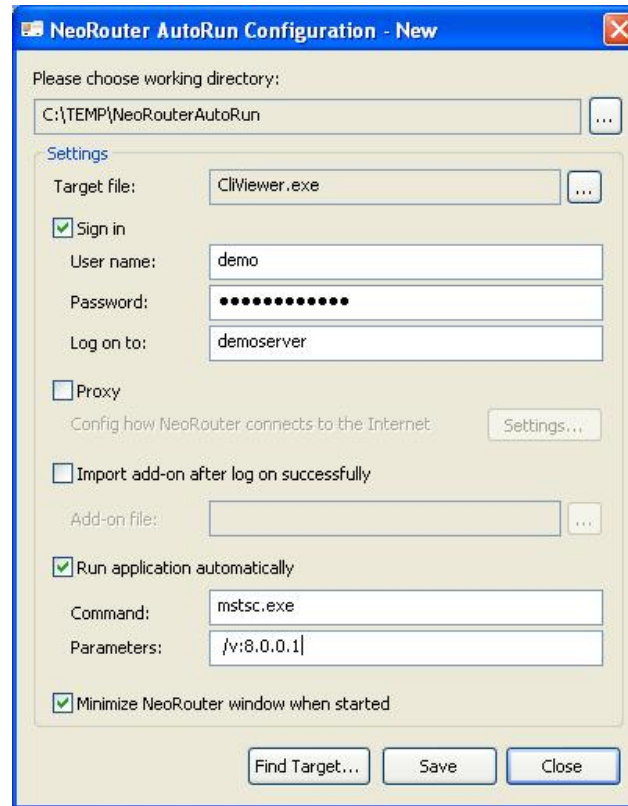 NeoRouter AutoRun Configuration - New
Please choose working directory:
C:\TEMP\NeoRouterAutoRun ...
Settings
Target file: CliViewer.exe ...
Sign in
User name: demo
Password: ●●●●●●●●●●●●
Log on to: demoserver
Proxy
Config how NeoRouter connects to the Internet Settings...
Import add-on after log on successfully
Add-on file: ...
Run application automatically
Command: mstsc.exe
Parameters: /v:8.0.0.1
Minimize NeoRouter window when started
Find Target... Save Close